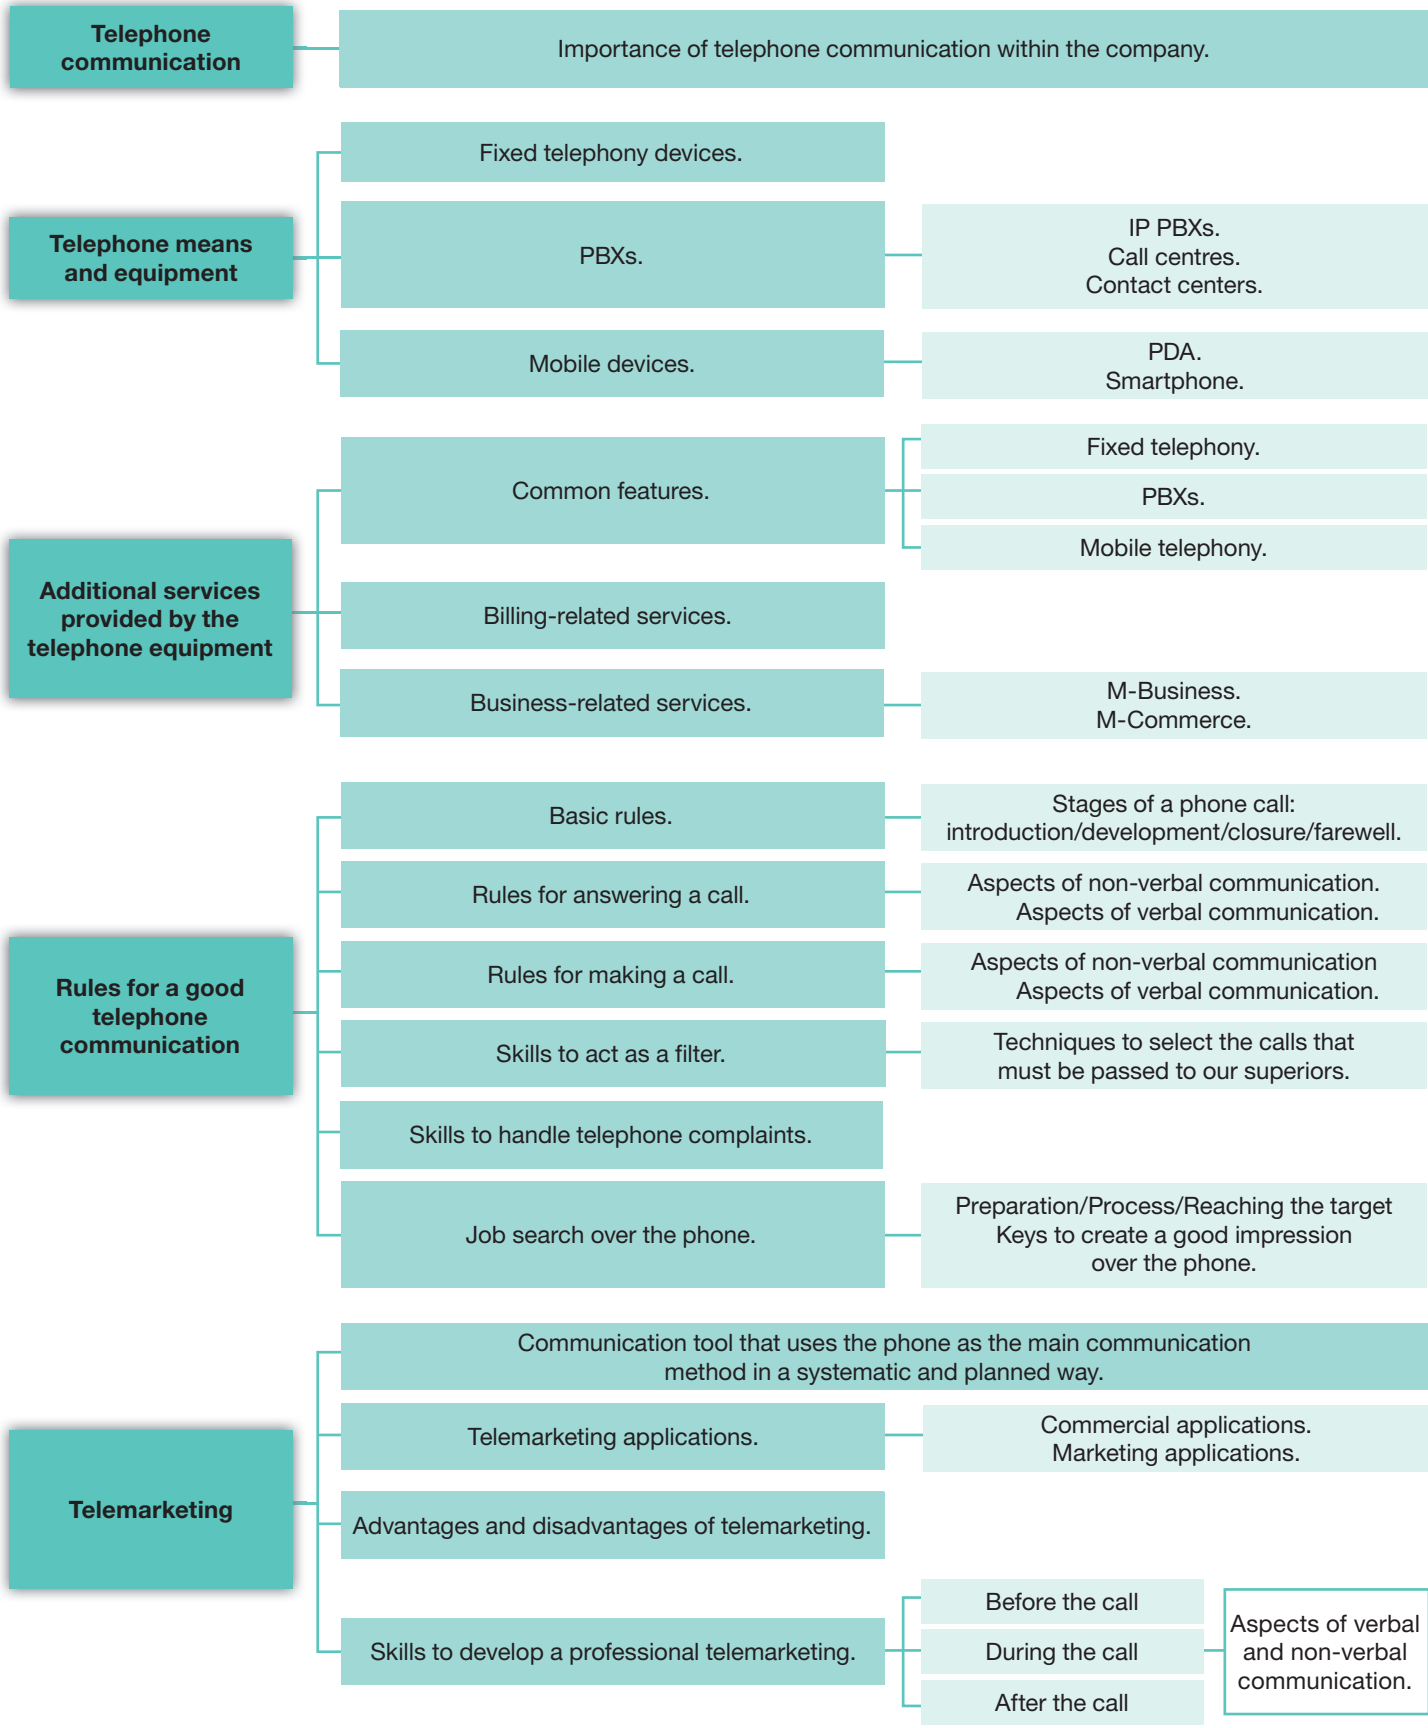 Telephone
communication
Importance of telephone communication within the company.
Telephone means
and equipment
Fixed telephony devices.
PBXs.
IP PBXs.
Call centres.
Contact centers.
Mobile devices.
PDA.
Smartphone.
Additional services
provided by the
telephone equipment
Common features.
Fixed telephony.
PBXs.
Mobile telephony.
Billing-related services.
Business-related services.
M-Business.
M-Commerce.
Rules for a good
telephone
communication
Basic rules.
Stages of a phone call:
introduction/development/closure/farewell.
Rules for answering a call.
Aspects of non-verbal communication.
Aspects of verbal communication.
Rules for making a call.
Aspects of non-verbal communication
Aspects of verbal communication.
Skills to act as a filter.
Techniques to select the calls that
must be passed to our superiors.
Skills to handle telephone complaints.
Job search over the phone.
Preparation/Process/Reaching the target
Keys to create a good impression
over the phone.
Telemarketing
Communication tool that uses the phone as the main communication
method in a systematic and planned way.
Telemarketing applications.
Commercial applications.
Marketing applications.
Advantages and disadvantages of telemarketing.
Skills to develop a professional telemarketing.
Before the call
During the call
After the call
Aspects of verbal
and non-verbal
communication.